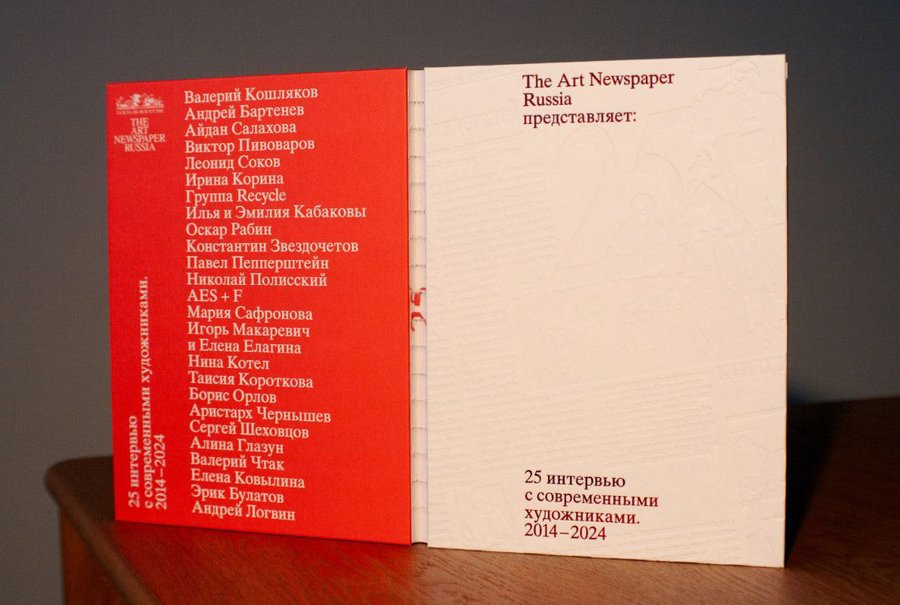 THE
ART
NEWSPAPER
RUSSIA
25 интервью
с современными художниками.
2014–2024
Валерий Кошляков
Андрей Бартенев
Айдан Салахова
Виктор Пивоваров
Леонид Соков
Ирина Корина
Группа Recycle
Илья и Эмилия Кабаковы
Оскар Рабин
Константин Звездочетов
Павел Пепперштейн
Николай Полисский
AES + F
Мария Сафронова
Игорь Макаревич
и Елена Елагина
Нина Котел
Таисия Короткова
Борис Орлов
Аристарх Чернышев
Сергей Шеховцов
Алина Глазун
Валерий Чтак
Елена Ковылина
Эрик Булатов
Андрей Логвин
The Art Newspaper
Russia
представляет:
25 интервью
с современными
художниками.
2014–2024